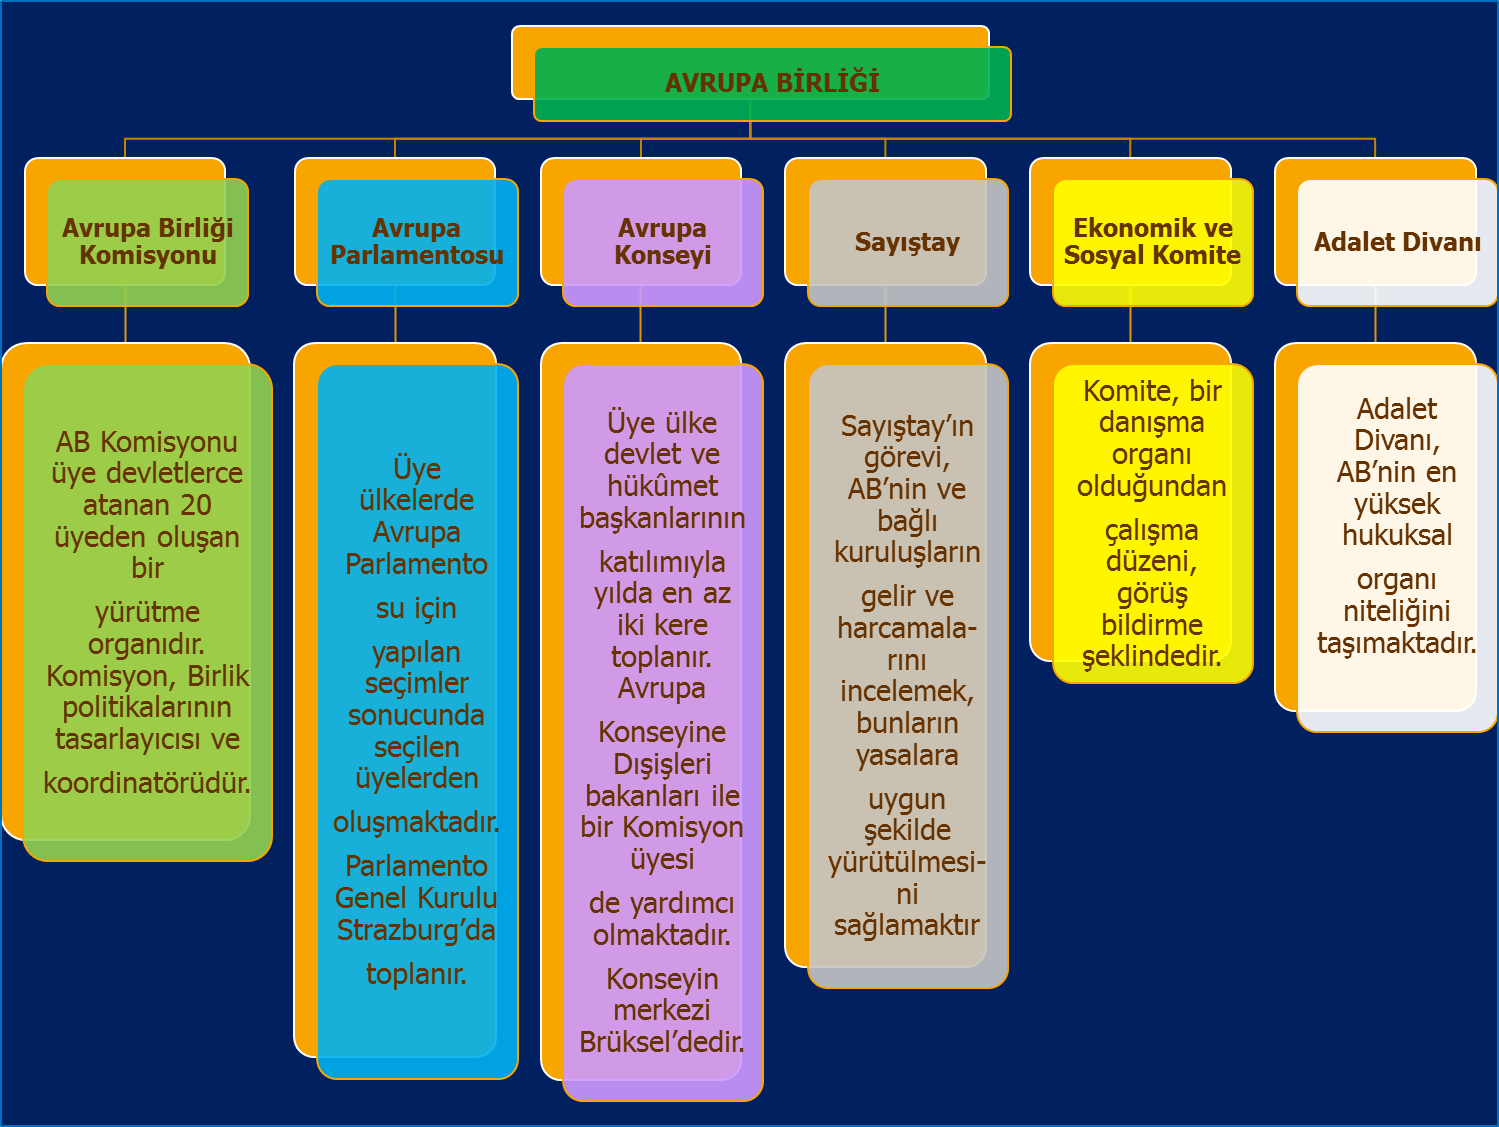 AVRUPA BİRLİĞİ
Avrupa Birliği
Komisyonu
AB Komisyonu
üye devletlerce
atanan 20
üyeden oluşan
bir
yürütme
organıdır.
Komisyon, Birlik
politikalarının
tasarlayıcısı ve
koordinatörüdür.
Avrupa
Parlamentosu
Üye
ülkelerde
Avrupa
Parlamento
su için
yapılan
seçimler
sonucunda
seçilen
üyelerden
oluşmaktadır.
Parlamento
Genel Kurulu
Strazburg’da
toplanır.
Avrupa
Konseyi
Üye ülke
devlet ve
hükûmet
başkanlarının
katılımıyla
yılda en az
iki kere
toplanır.
Avrupa
Konseyine
Dışişleri
bakanları ile
bir Komisyon
üyesi
de yardımcı
olmaktadır.
Konseyin
merkezi
Brüksel’dedir.
Sayıştay
Sayıştay’ın
görevi,
AB’nin ve
bağlı
kuruluşların
gelir ve
harcamala-
rını
incelemek,
bunların
yasalara
uygun
şekilde
yürütülmesi-
ni
sağlamaktır
Ekonomik ve
Sosyal Komite
Komite, bir
danışma
organı
olduğundan
çalışma
düzeni,
görüş
bildirme
şeklindedir.
Adalet Divanı
Adalet
Divanı,
AB’nin en
yüksek
hukuksal
organı
niteliğini
taşımaktadır.